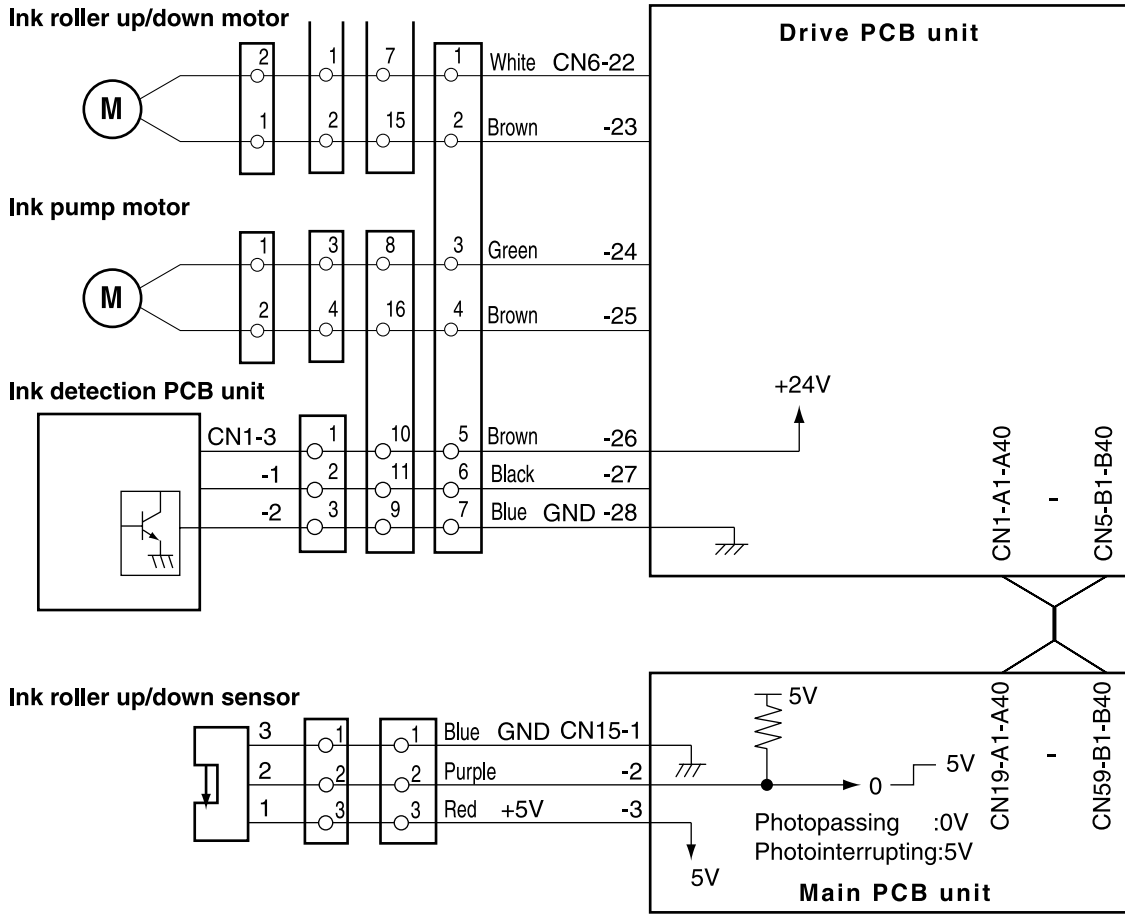 Ink roller up/down motor
Drive PCB unit
M
2 1 7 1 White CN6-22
1 2 15 2 Brown -23
Ink pump motor
M
1 3 8 3 Green -24
2 4 16 4 Brown -25
Ink detection PCB unit
+24V
CN1-3 1 10 5 Brown -26
-1 2 11 6 Black -27
-2 3 9 7 Blue GND -28
CN1-A1-A40
-
CN5-B1-B40
Ink roller up/down sensor
3 1 1 Blue GND CN15-1
2 2 2 Purple -2
1 3 3 Red +5V -3
5V
0 5V
Photopassing :0V
Photointerrupting:5V
5V
CN19-A1-A40
-
CN59-B1-B40
Main PCB unit